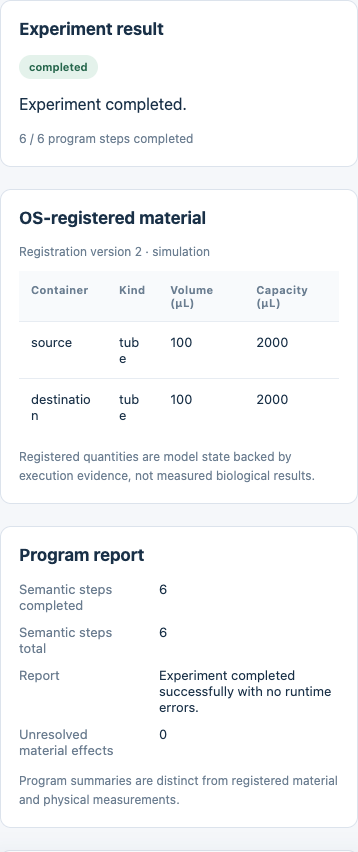 Experiment result
completed
Experiment completed.
6 / 6 program steps completed
OS-registered material
Registration version 2 · simulation
Container Kind Volume (μL) Capacity (μL)
source tube 100 2000
destination tube 100 2000
Registered quantities are model state backed by
execution evidence, not measured biological results.
Program report
Semantic steps completed 6
Semantic steps total 6
Report Experiment completed
successfully with no runtime
errors.
Unresolved material effects 0
Program summaries are distinct from registered material
and physical measurements.